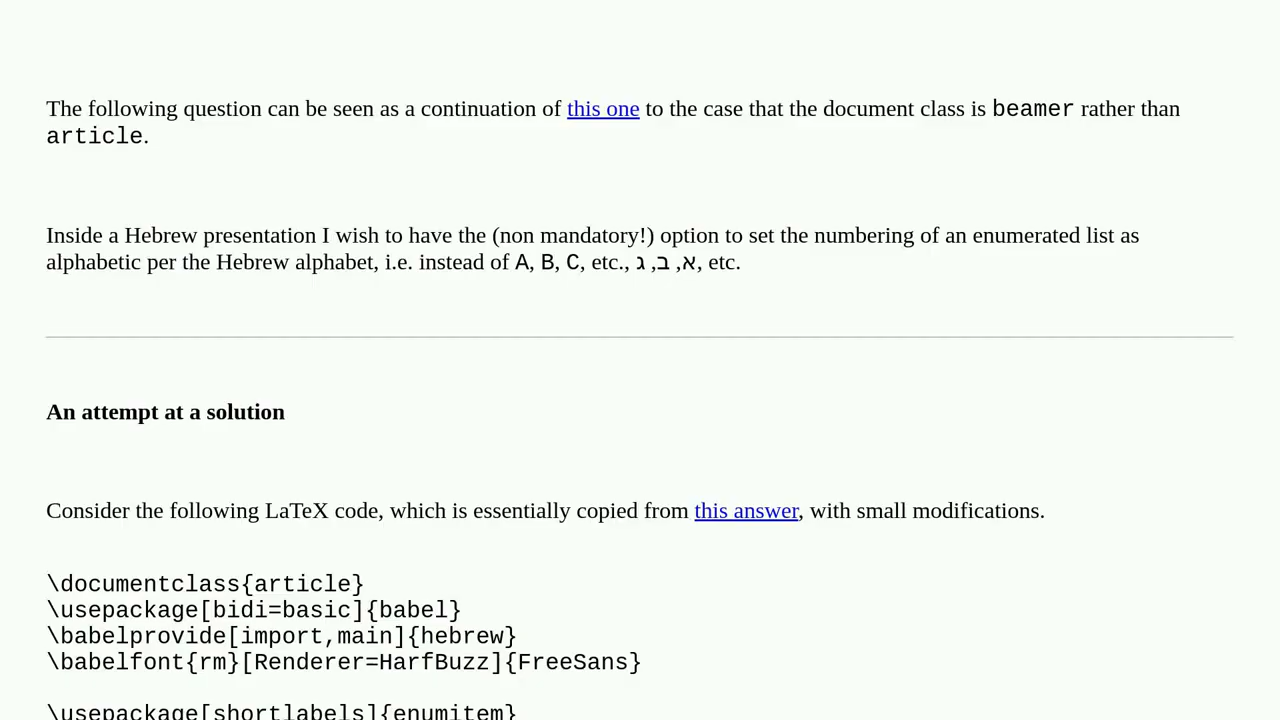 The following question can be seen as a continuation of this one to the case that the document class is beamer rather than
article.
Inside a Hebrew presentation I wish to have the (non mandatory!) option to set the numbering of an enumerated list as
alphabetic per the Hebrew alphabet, i.e. instead of A, B, C, etc., א, ב, ג, etc.
An attempt at a solution
Consider the following LaTeX code, which is essentially copied from this answer, with small modifications.
\documentclass{article}
\usepackage[bidi=basic]{babel}
\babelprovide[import,main]{hebrew}
\babelfont{rm}[Renderer=HarfBuzz]{FreeSans}
\usepackage[shortlabels]{enumitem}